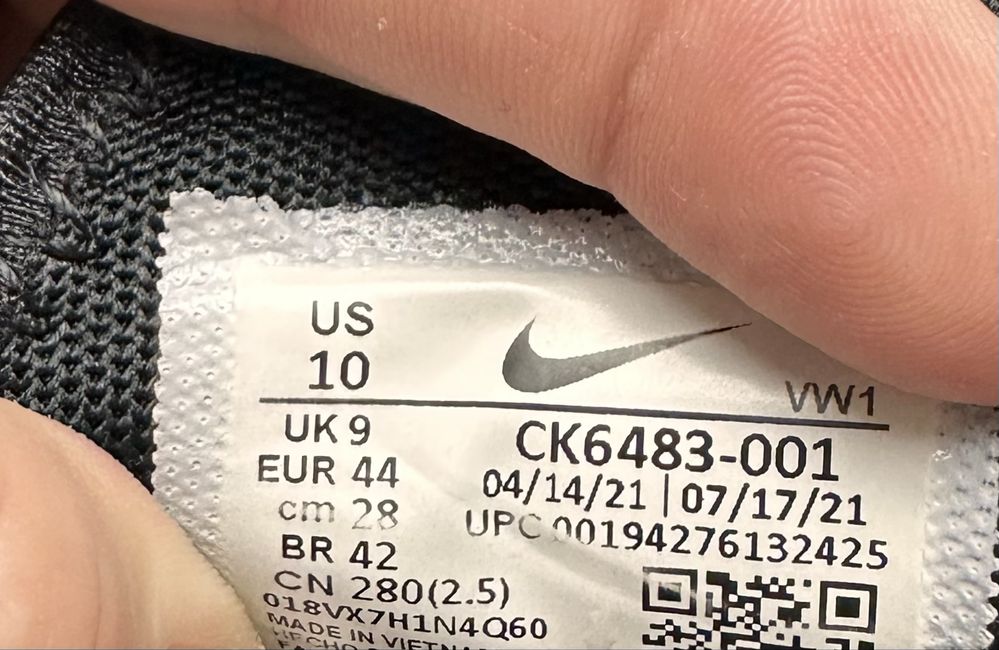 US
10
VW1
UK 9
CK6483-001
EUR 44
04/14/21 | 07/17/21
cm 28
UPC 00194276132425
BR 42
CN 280(2.5)
018VX7H1N4Q60
MADE IN